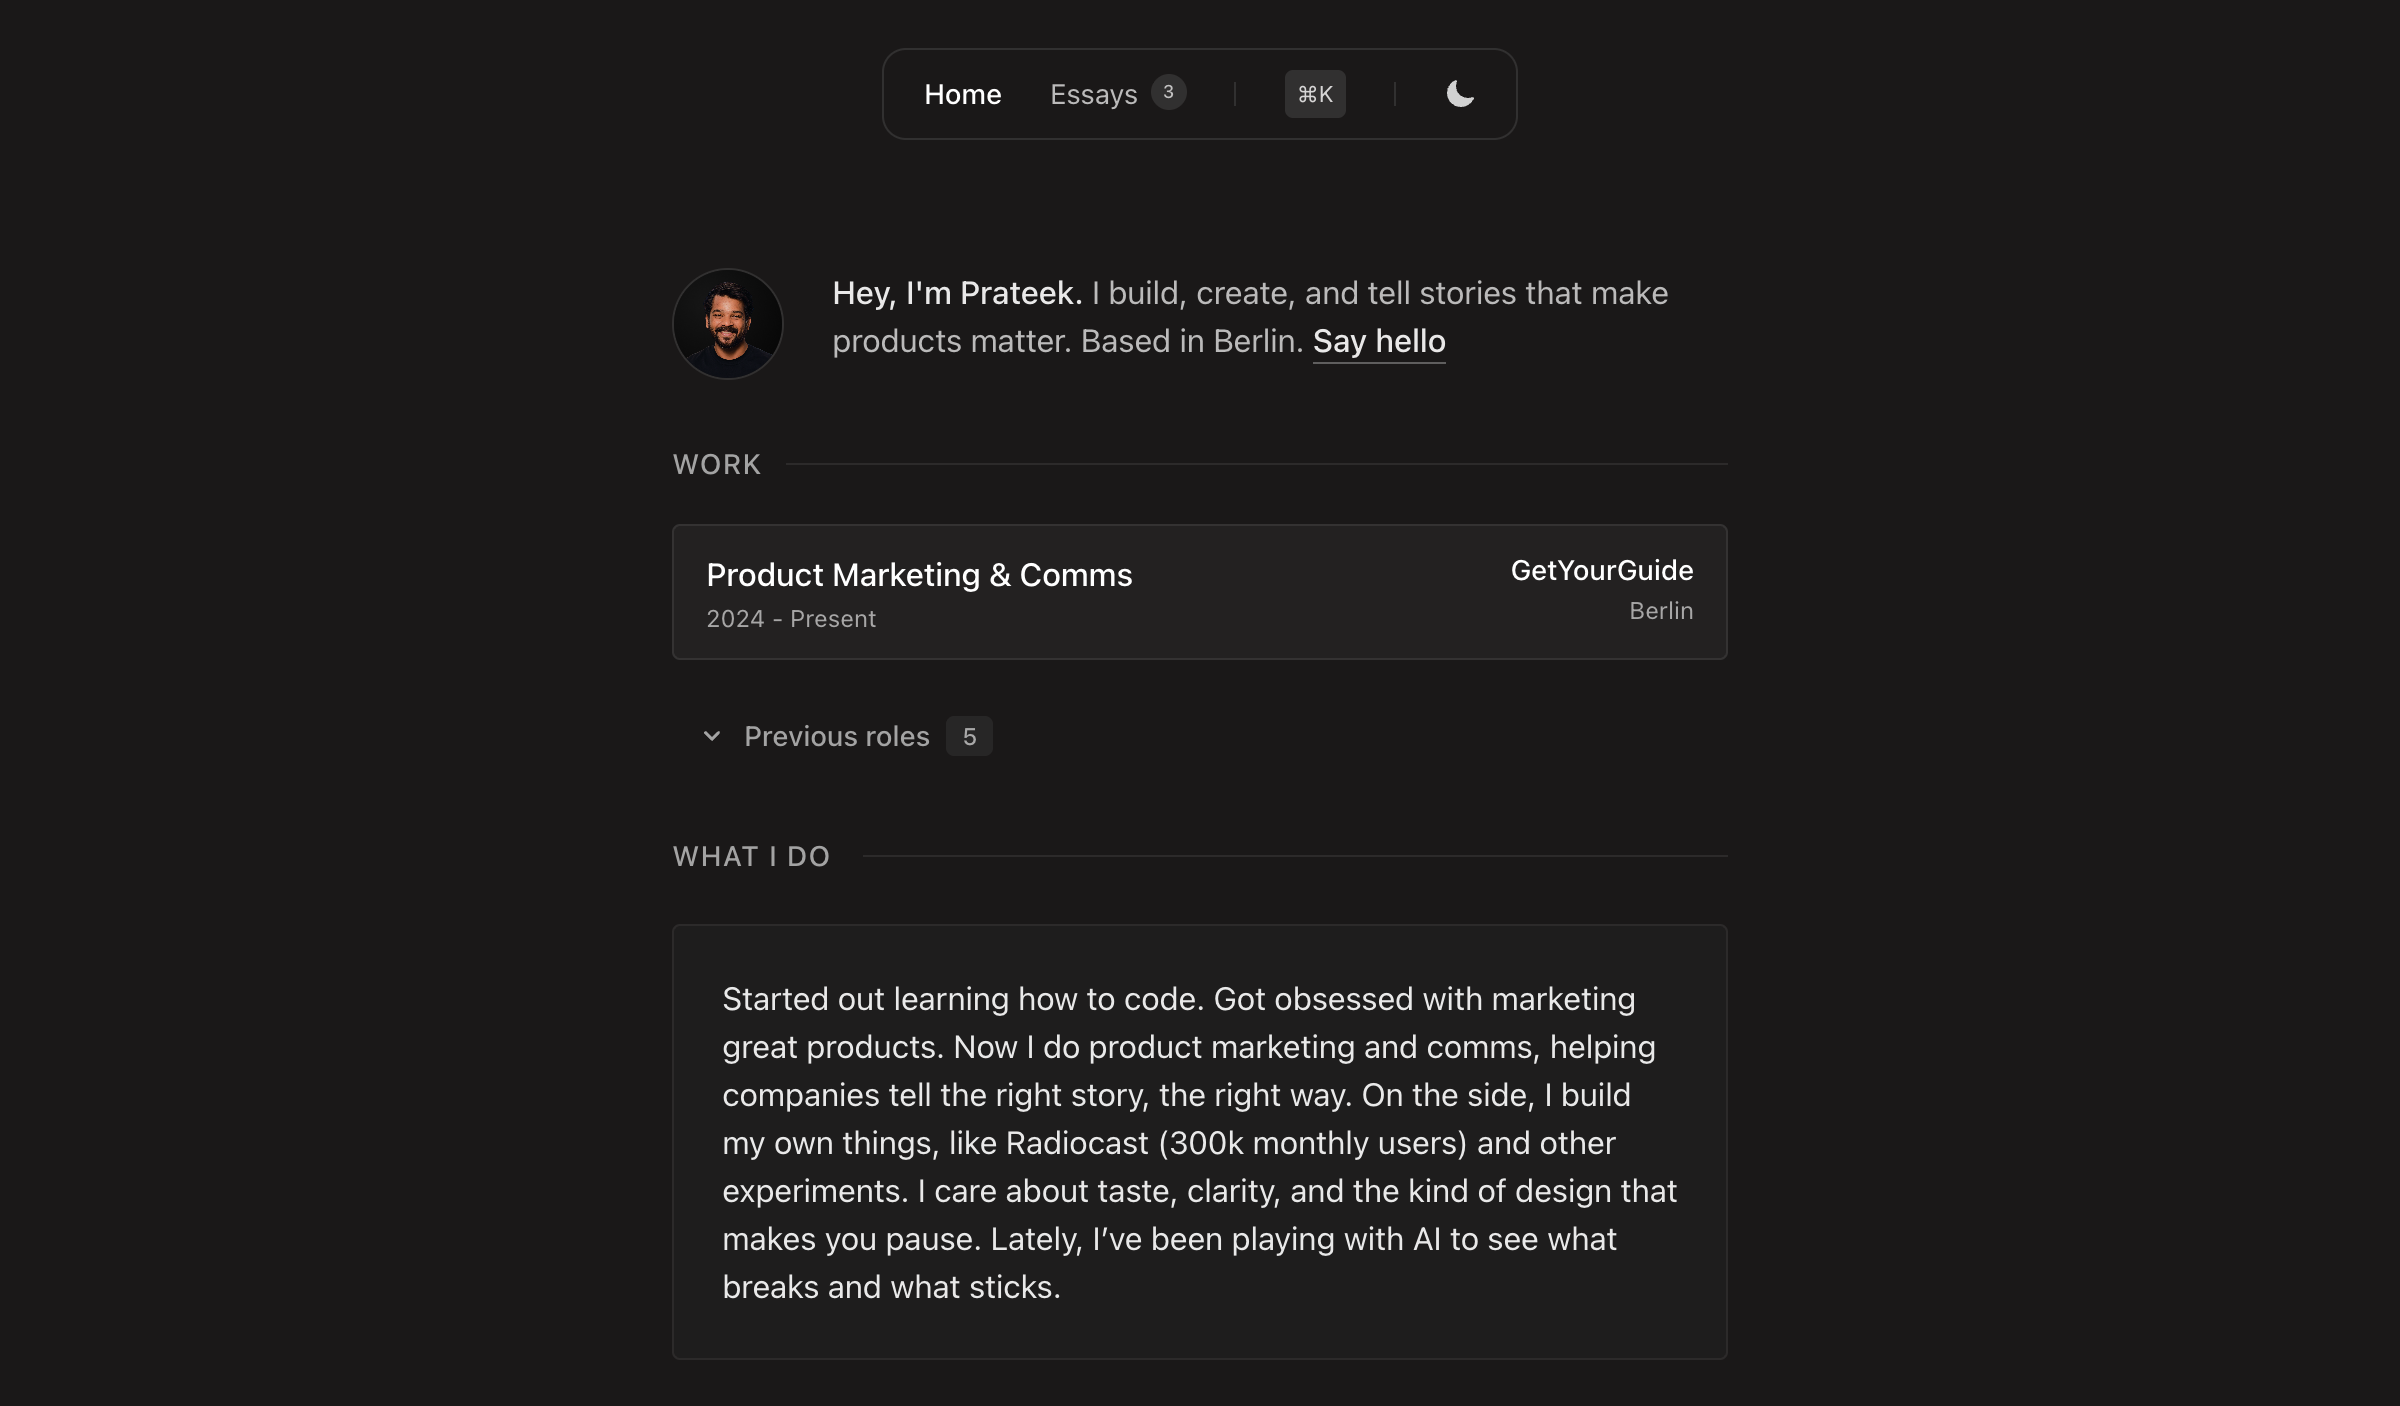 Home Essays 3 ⌘K
Hey, I'm Prateek. I build, create, and tell stories that make
products matter. Based in Berlin. Say hello
WORK
Product Marketing & Comms
2024 - Present
GetYourGuide
Berlin
Previous roles 5
WHAT I DO
Started out learning how to code. Got obsessed with marketing
great products. Now I do product marketing and comms, helping
companies tell the right story, the right way. On the side, I build
my own things, like Radiocast (300k monthly users) and other
experiments. I care about taste, clarity, and the kind of design that
makes you pause. Lately, I’ve been playing with AI to see what
breaks and what sticks.